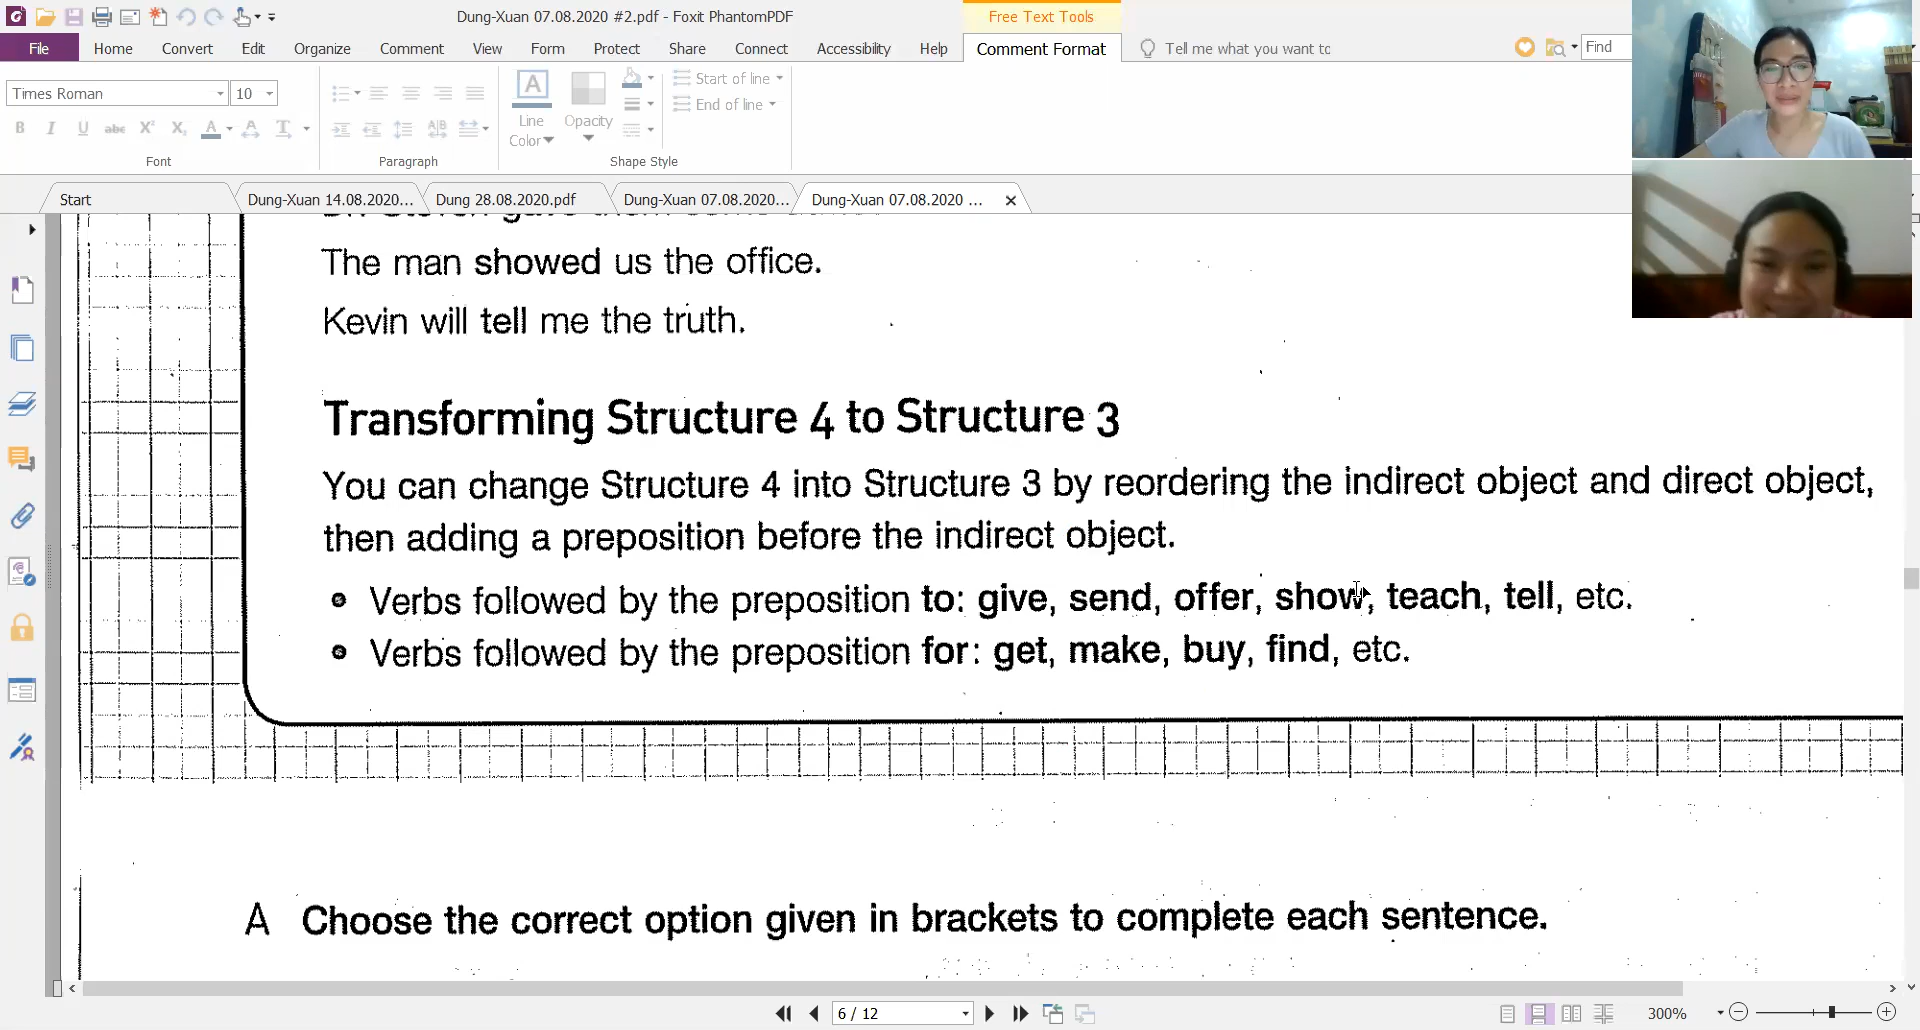 Dung-Xuan 07.08.2020 #2.pdf - Foxit PhantomPDF
Free Text Tools
File Home Convert Edit Organize Comment View Form Protect Share Connect Accessibility Help Comment Format Tell me what you want to Find
Times Roman 10 Start of line
End of line
B I U abc X² X₂ A A T
Line Color
Opacity
Font Paragraph Shape Style
Start Dung-Xuan 14.08.2020... Dung 28.08.2020.pdf Dung-Xuan 07.08.2020... Dung-Xuan 07.08.2020 ...
The man showed us the office.
Kevin will tell me the truth.
Transforming Structure 4 to Structure 3
You can change Structure 4 into Structure 3 by reordering the indirect object and direct object,
then adding a preposition before the indirect object.
• Verbs followed by the preposition to: give, send, offer, show, teach, tell, etc.
• Verbs followed by the preposition for: get, make, buy, find, etc.
A Choose the correct option given in brackets to complete each sentence.
6 / 12 300%